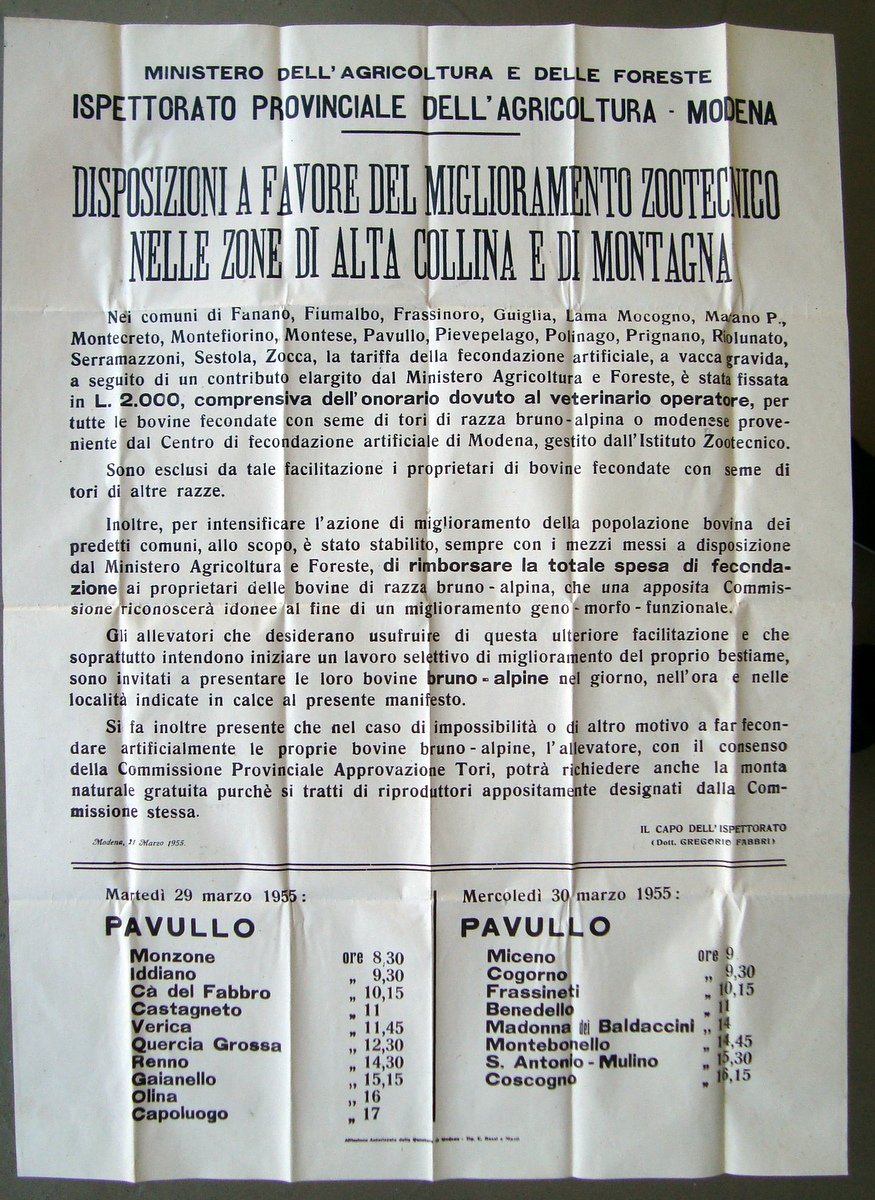 MINISTERO DELL'AGRICOLTURA E DELLE FORESTE
ISPETTORATO PROVINCIALE DELL'AGRICOLTURA - MODENA
DISPOSIZIONI A FAVORE DEL MIGLIORAMENTO ZOOTECNICO
NELLE ZONE DI ALTA COLLINA E DI MONTAGNA
Nei comuni di Fanano, Fiumalbo, Frassinoro, Guiglia, Lama Mocogno, Marano P.,
Montecreto, Montefiorino, Montese, Pavullo, Pievepelago, Polinago, Prignano, Riolunato,
Serramazzoni, Sestola, Zocca, la tariffa della fecondazione artificiale, a vacca gravida,
a seguito di un contributo elargito dal Ministero Agricoltura e Foreste, è stata fissata
in L. 2.000, comprensiva dell'onorario dovuto al veterinario operatore, per
tutte le bovine fecondate con seme di tori di razza bruno-alpina o modenese prove-
niente dal Centro di fecondazione artificiale di Modena, gestito dall'Istituto Zootecnico.
Sono esclusi da tale facilitazione i proprietari di bovine fecondate con seme di
tori di altre razze.
Inoltre, per intensificare l'azione di miglioramento della popolazione bovina dei
predetti comuni, allo scopo, è stato stabilito, sempre con i mezzi messi a disposizione
dal Ministero Agricoltura e Foreste, di rimborsare la totale spesa di feconda-
zione ai proprietari delle bovine di razza bruno-alpina, che una apposita Commis-
sione riconoscerà idonee al fine di un miglioramento geno-morfo-funzionale.
Gli allevatori che desiderano usufruire di questa ulteriore facilitazione e che
soprattutto intendono iniziare un lavoro selettivo di miglioramento del proprio bestiame,
sono invitati a presentare le loro bovine bruno-alpine nel giorno, nell'ora e nelle
località indicate in calce al presente manifesto.
Si fa inoltre presente che nel caso di impossibilità o di altro motivo a far fecon-
dare artificialmente le proprie bovine bruno-alpine, l'allevatore, con il consenso
della Commissione Provinciale Approvazione Tori, potrà richiedere anche la monta
naturale gratuita purchè si tratti di riproduttori appositamente designati dalla Com-
missione stessa.
IL CAPO DELL'ISPETTORATO
Modena, 21 Marzo 1955.
(Dott. GREGORIO FABBRI)
Martedì 29 marzo 1955:
PAVULLO
Monzone ore 8,30
Iddiano „ 9,30
Cà del Fabbro „ 10,15
Castagneto „ 11
Verica „ 11,45
Quercia Grossa „ 12,30
Renno „ 14,30
Gaianello „ 15,15
Olina „ 16
Capoluogo „ 17
Mercoledì 30 marzo 1955:
PAVULLO
Miceno ore 9
Cogorno „ 9,30
Frassineti „ 10,15
Benedello „ 11
Madonna dei Baldaccini „ 14
Montebonello „ 14,45
S. Antonio - Mulino „ 15,30
Coscogno „ 16,15
Affissione Autorizzata dalla Questura di Modena - Tip.